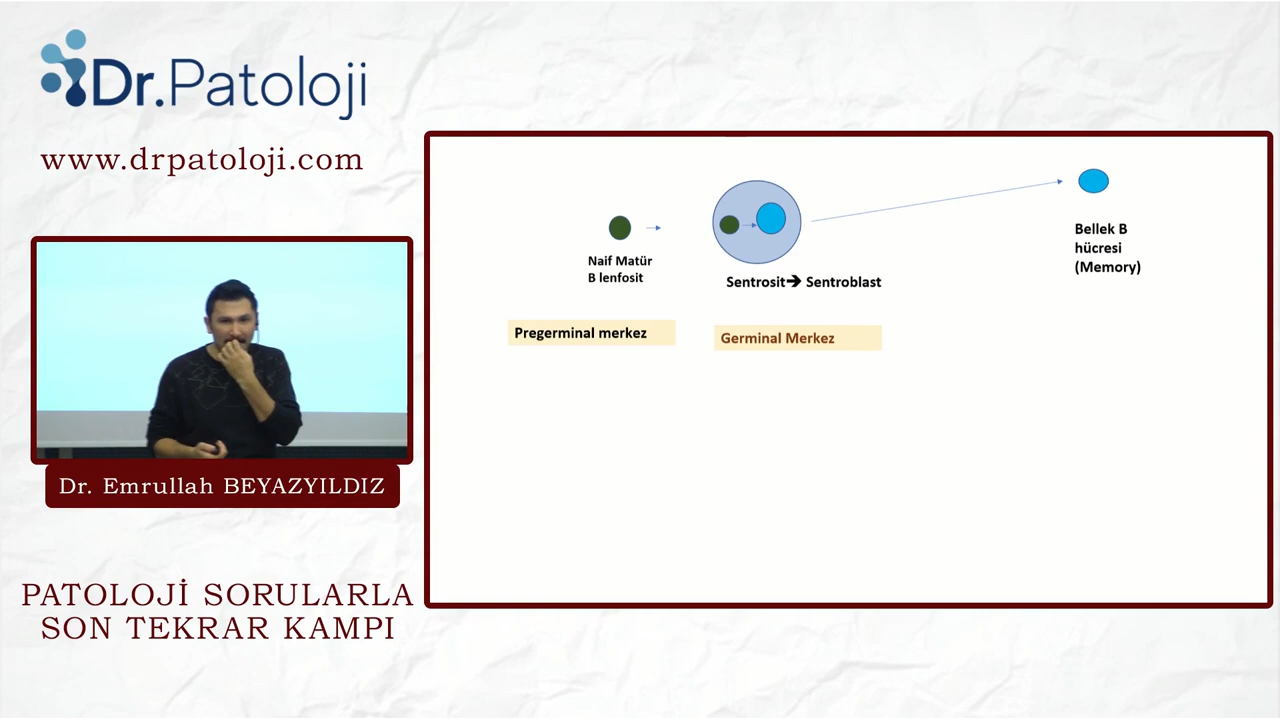 Dr.Patoloji
www.drpatoloji.com
Dr. Emrullah BEYAZYILDIZ
PATOLOJİ SORULARLA
SON TEKRAR KAMPI
Naif Matür
B lenfosit
Sentrosit➔ Sentroblast
Bellek B
hücresi
(Memory)
Pregerminal merkez
Germinal Merkez